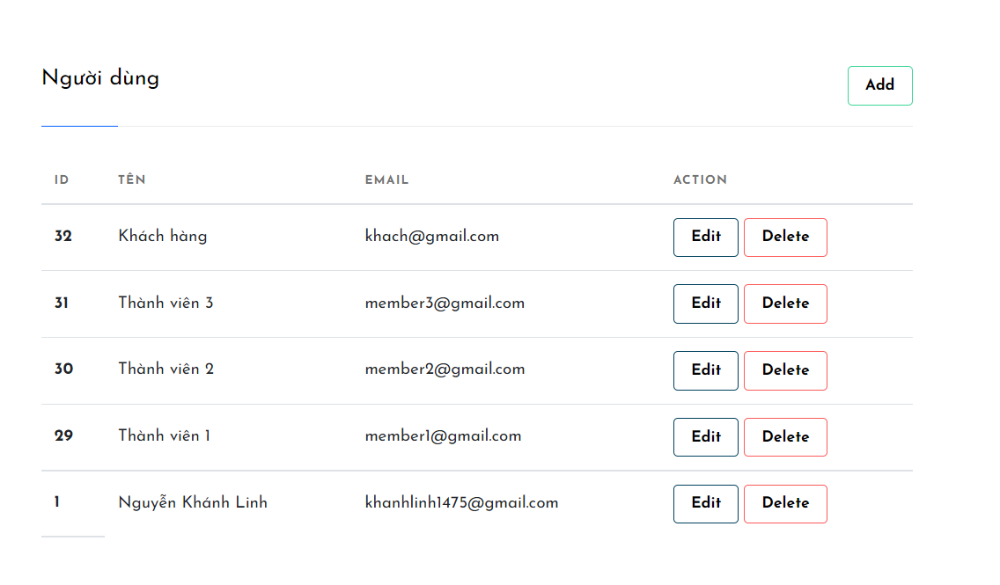 Người dùng
Add
ID TÊN EMAIL ACTION
32 Khách hàng khach@gmail.com Edit Delete
31 Thành viên 3 member3@gmail.com Edit Delete
30 Thành viên 2 member2@gmail.com Edit Delete
29 Thành viên 1 member1@gmail.com Edit Delete
1 Nguyễn Khánh Linh khanhlinh1475@gmail.com Edit Delete